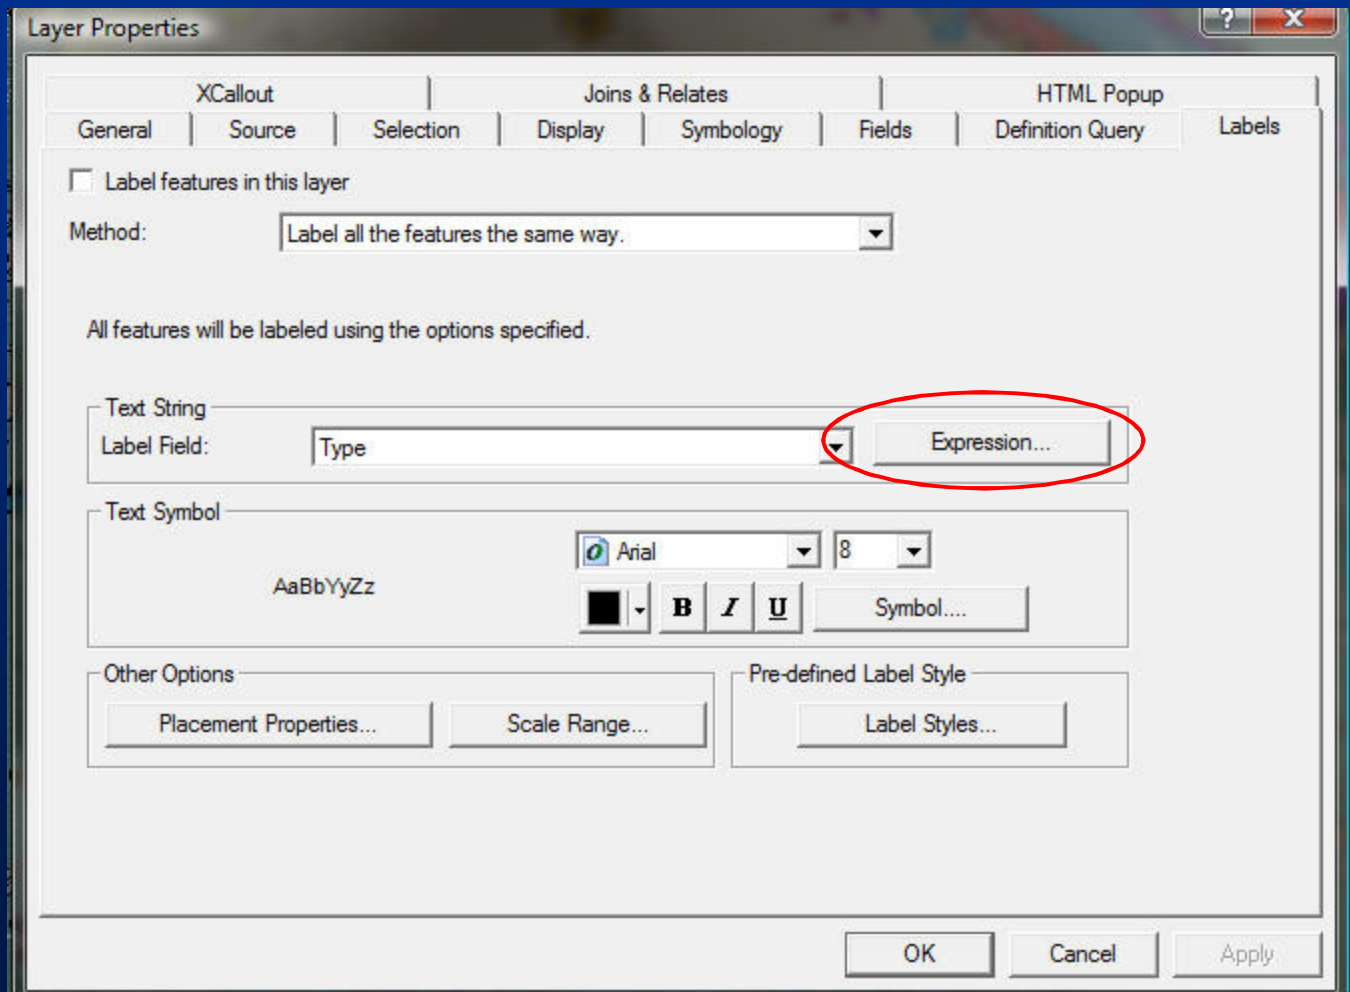 Layer Properties
? X
XCallout Joins & Relates HTML Popup
General Source Selection Display Symbology Fields Definition Query Labels
Label features in this layer
Method: Label all the features the same way.
All features will be labeled using the options specified.
Text String
Label Field: Type Expression...
Text Symbol
AaBbYyZz
O Arial 8
B I U Symbol....
Other Options Pre-defined Label Style
Placement Properties... Scale Range... Label Styles...
OK Cancel Apply